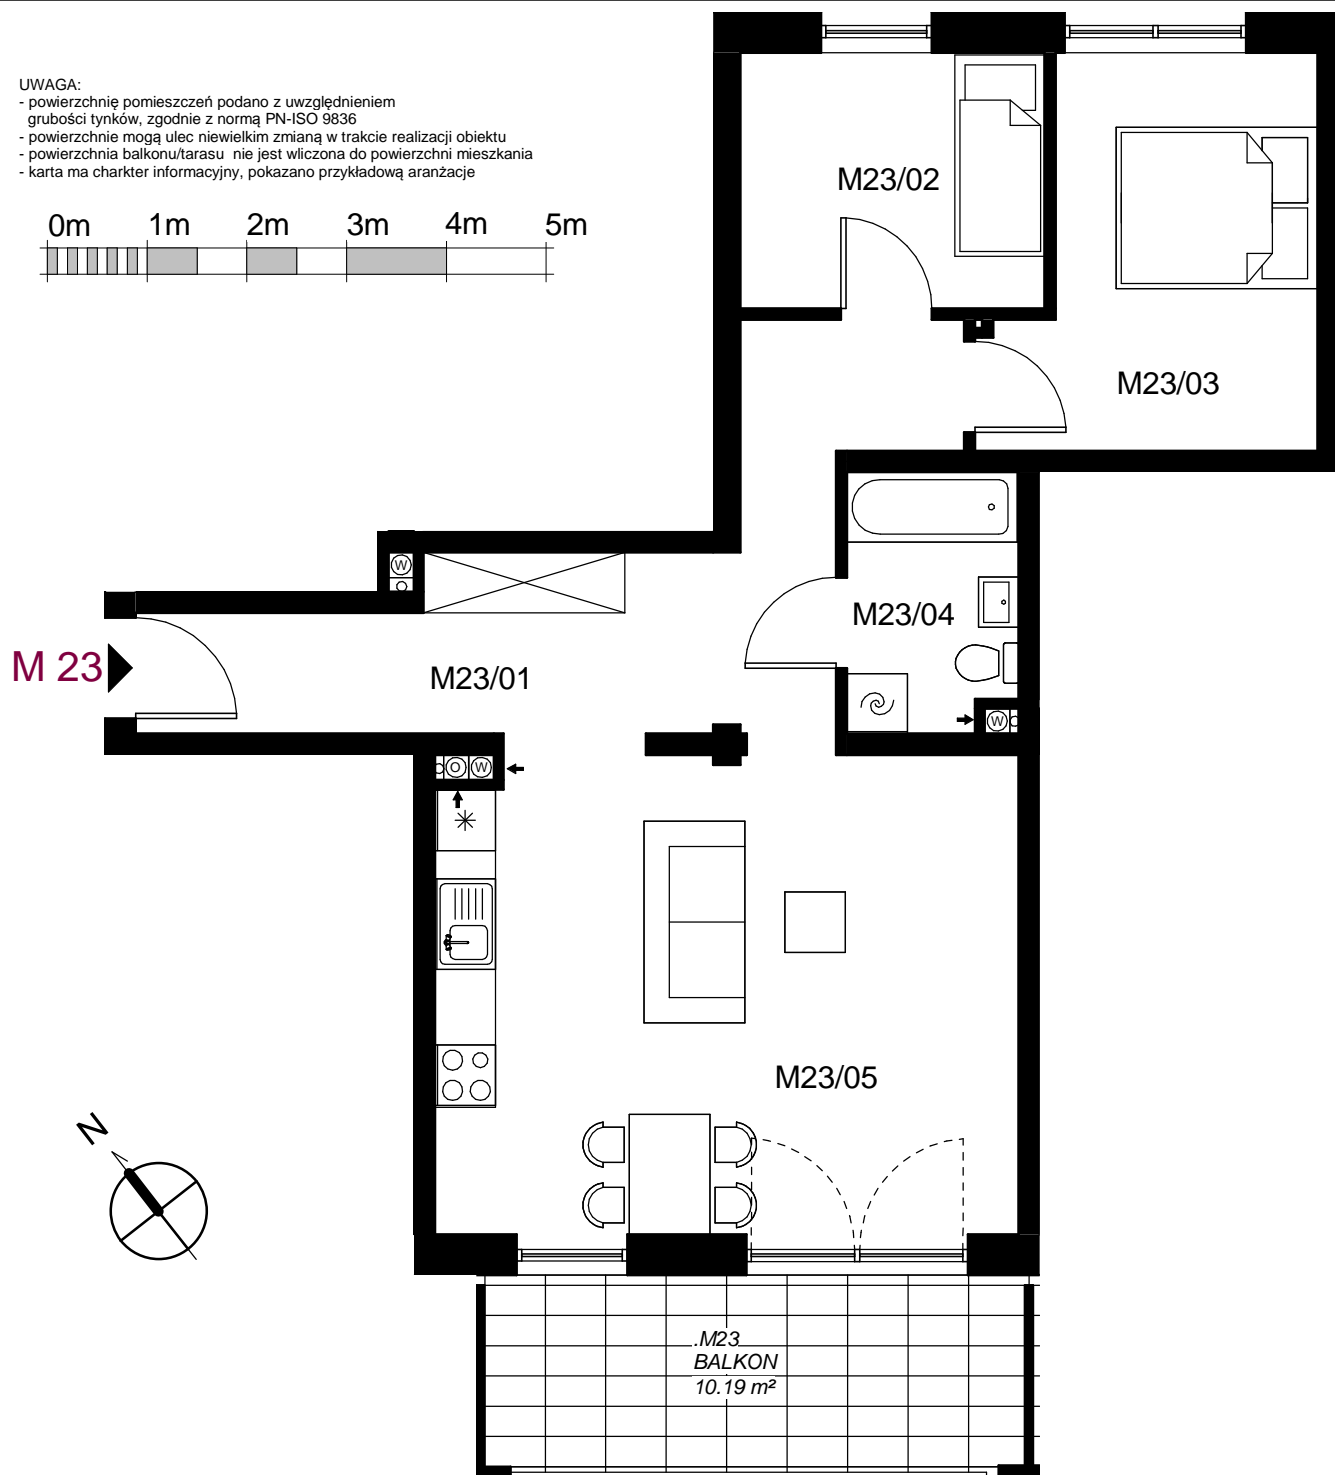 UWAGA:
- powierzchnię pomieszczeń podano z uwzględnieniem
grubości tynków, zgodnie z normą PN-ISO 9836
- powierzchnie mogą ulec niewielkim zmianą w trakcie realizacji obiektu
- powierzchnia balkonu/tarasu nie jest wliczona do powierzchni mieszkania
- karta ma charkter informacyjny, pokazano przykładową aranżacje
0m 1m 2m 3m 4m 5m
M23/02
M23/03
W
M23/04
M 23
M23/01
W
O W
M23/05
N
.M23
BALKON
10.19 m²